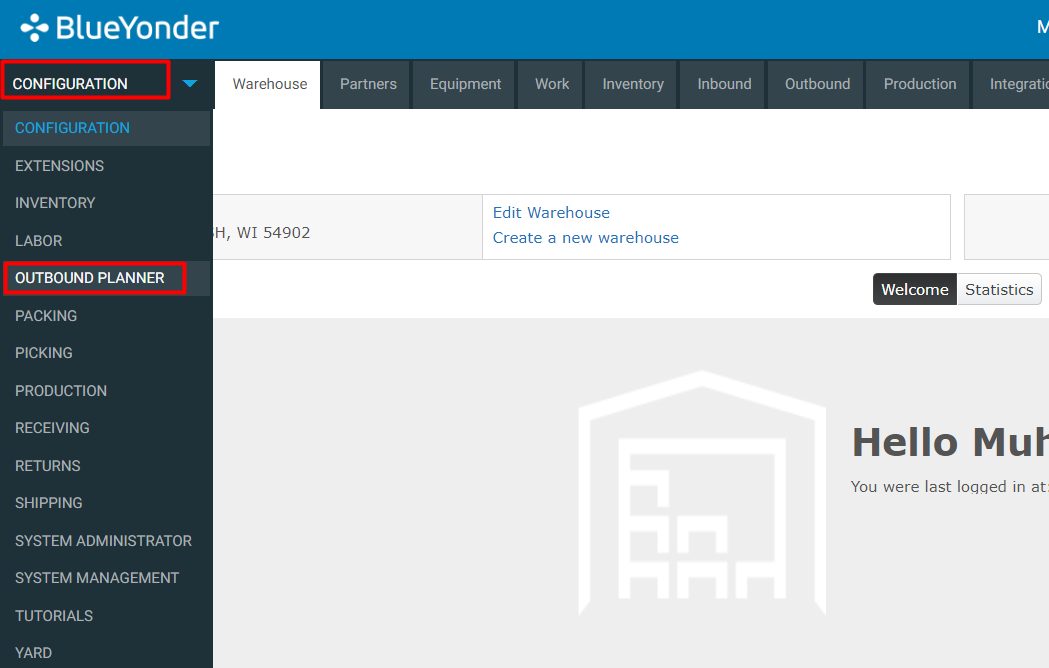 BlueYonder
M
CONFIGURATION
Warehouse Partners Equipment Work Inventory Inbound Outbound Production Integratio
CONFIGURATION
EXTENSIONS
INVENTORY
LABOR
OUTBOUND PLANNER
PACKING
PICKING
PRODUCTION
RECEIVING
RETURNS
SHIPPING
SYSTEM ADMINISTRATOR
SYSTEM MANAGEMENT
TUTORIALS
YARD
SH, WI 54902
Edit Warehouse
Create a new warehouse
Welcome Statistics
Hello Muh
You were last logged in at: